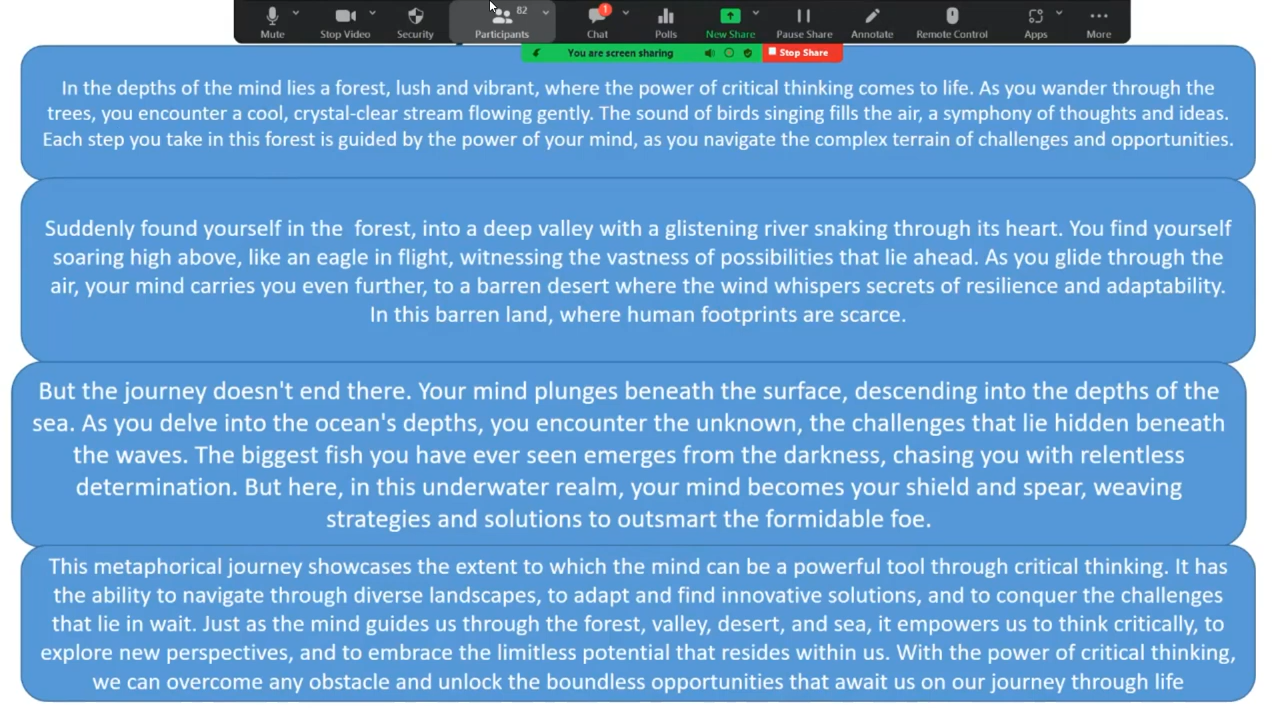 82
1
Mute Stop Video Security Participants Chat Polls New Share Pause Share Annotate Remote Control Apps More
You are screen sharing Stop Share
In the depths of the mind lies a forest, lush and vibrant, where the power of critical thinking comes to life. As you wander through the
trees, you encounter a cool, crystal-clear stream flowing gently. The sound of birds singing fills the air, a symphony of thoughts and ideas.
Each step you take in this forest is guided by the power of your mind, as you navigate the complex terrain of challenges and opportunities.
Suddenly found yourself in the  forest, into a deep valley with a glistening river snaking through its heart. You find yourself
soaring high above, like an eagle in flight, witnessing the vastness of possibilities that lie ahead. As you glide through the
air, your mind carries you even further, to a barren desert where the wind whispers secrets of resilience and adaptability.
In this barren land, where human footprints are scarce.
But the journey doesn't end there. Your mind plunges beneath the surface, descending into the depths of the
sea. As you delve into the ocean's depths, you encounter the unknown, the challenges that lie hidden beneath
the waves. The biggest fish you have ever seen emerges from the darkness, chasing you with relentless
determination. But here, in this underwater realm, your mind becomes your shield and spear, weaving
strategies and solutions to outsmart the formidable foe.
This metaphorical journey showcases the extent to which the mind can be a powerful tool through critical thinking. It has
the ability to navigate through diverse landscapes, to adapt and find innovative solutions, and to conquer the challenges
that lie in wait. Just as the mind guides us through the forest, valley, desert, and sea, it empowers us to think critically, to
explore new perspectives, and to embrace the limitless potential that resides within us. With the power of critical thinking,
we can overcome any obstacle and unlock the boundless opportunities that await us on our journey through life